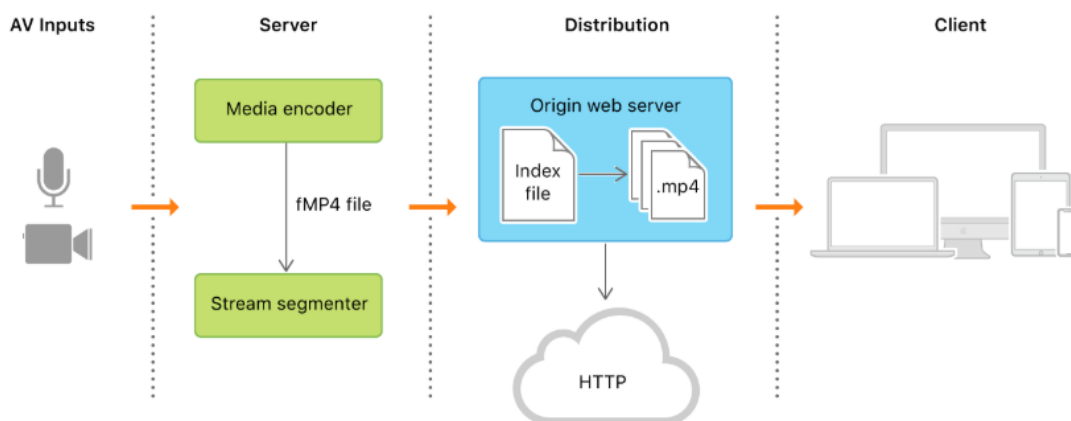 AV Inputs
Server
Distribution
Client
Media encoder
fMP4 file
Stream segmenter
Origin web server
Index
file
.mp4
HTTP